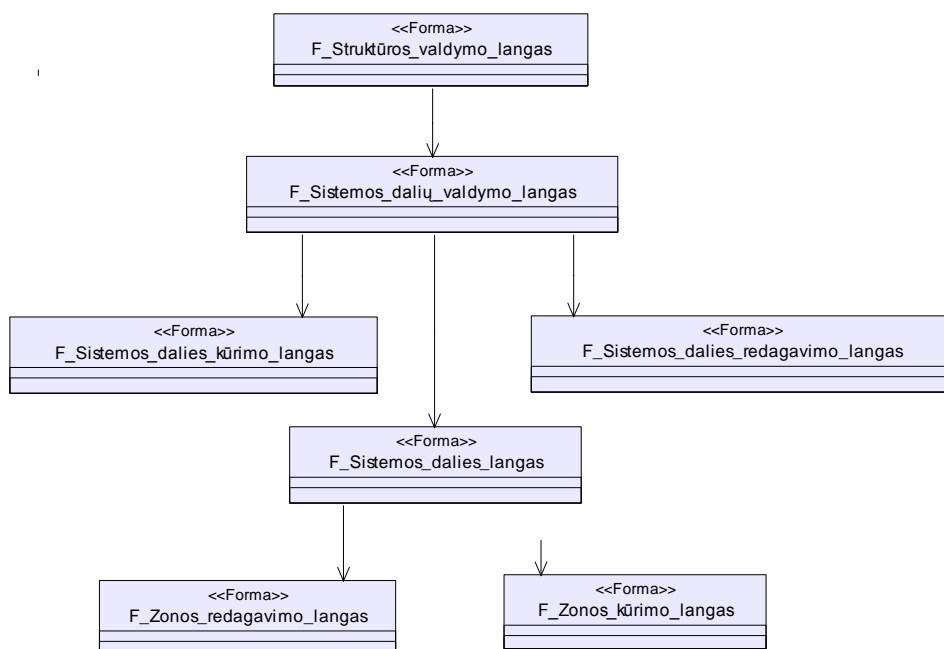 <<Forma>>
F_Struktūros_valdymo_langas
<<Forma>>
F_Sistemos_dalių_valdymo_langas
<<Forma>>
F_Sistemos_dalies_kūrimo_langas
<<Forma>>
F_Sistemos_dalies_redagavimo_langas
<<Forma>>
F_Sistemos_dalies_langas
<<Forma>>
F_Zonos_redagavimo_langas
<<Forma>>
F_Zonos_kūrimo_langas